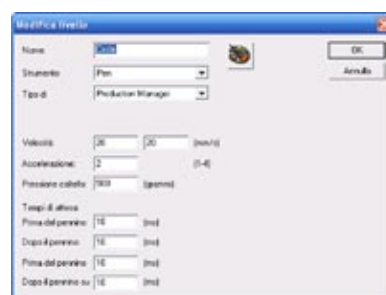 Modifica livello
Nome
OK
Strumento Pen
Annulla
Tipo di Production Manager
Velocità 20 20 (mm/s)
Accelerazione: 2 (1-4)
Pressione coltello (grammi)
Tempi di attesa
Prima del pennino 10 (ms)
Dopo il pennino 10 (ms)
Prima del pennino 10 (ms)
Dopo il pennino su 10 (ms)